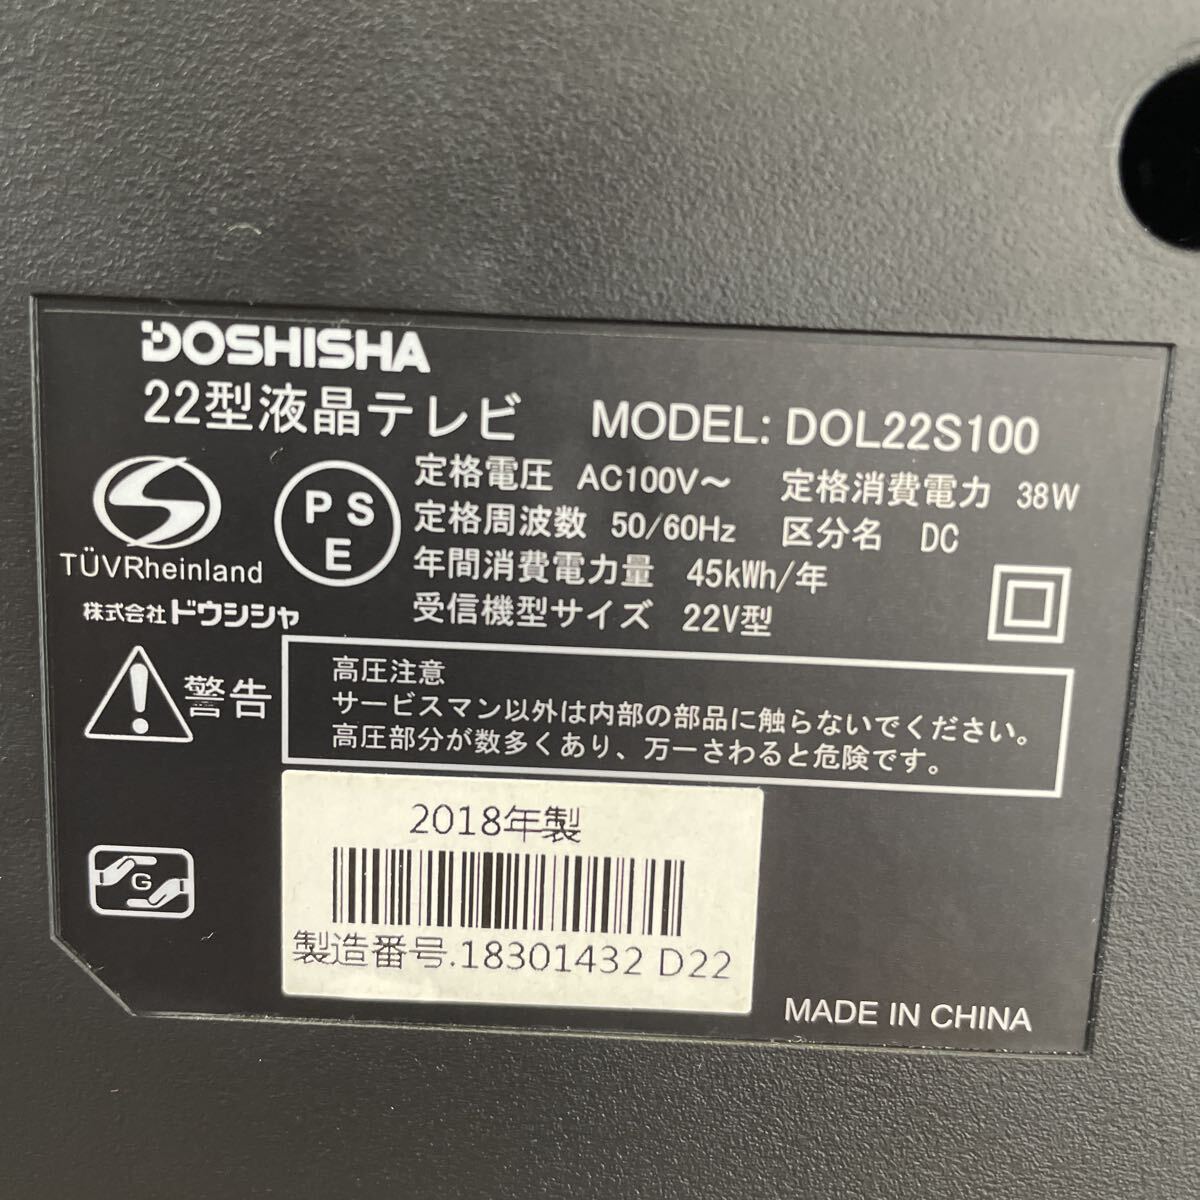 DOSHISHA
22型液晶テレビ MODEL: DOL22S100
定格電圧 AC100V～ 定格消費電力 38W
定格周波数 50/60Hz 区分名 DC
年間消費電力量 45kWh/年
受信機型サイズ 22V型
PS
E
TÜVRheinland
株式会社ドウシシャ
警告
高圧注意
サービスマン以外は内部の部品に触らないでください。
高圧部分が数多くあり、万一さわると危険です。
G
2018年製
製造番号.18301432 D22
MADE IN CHINA